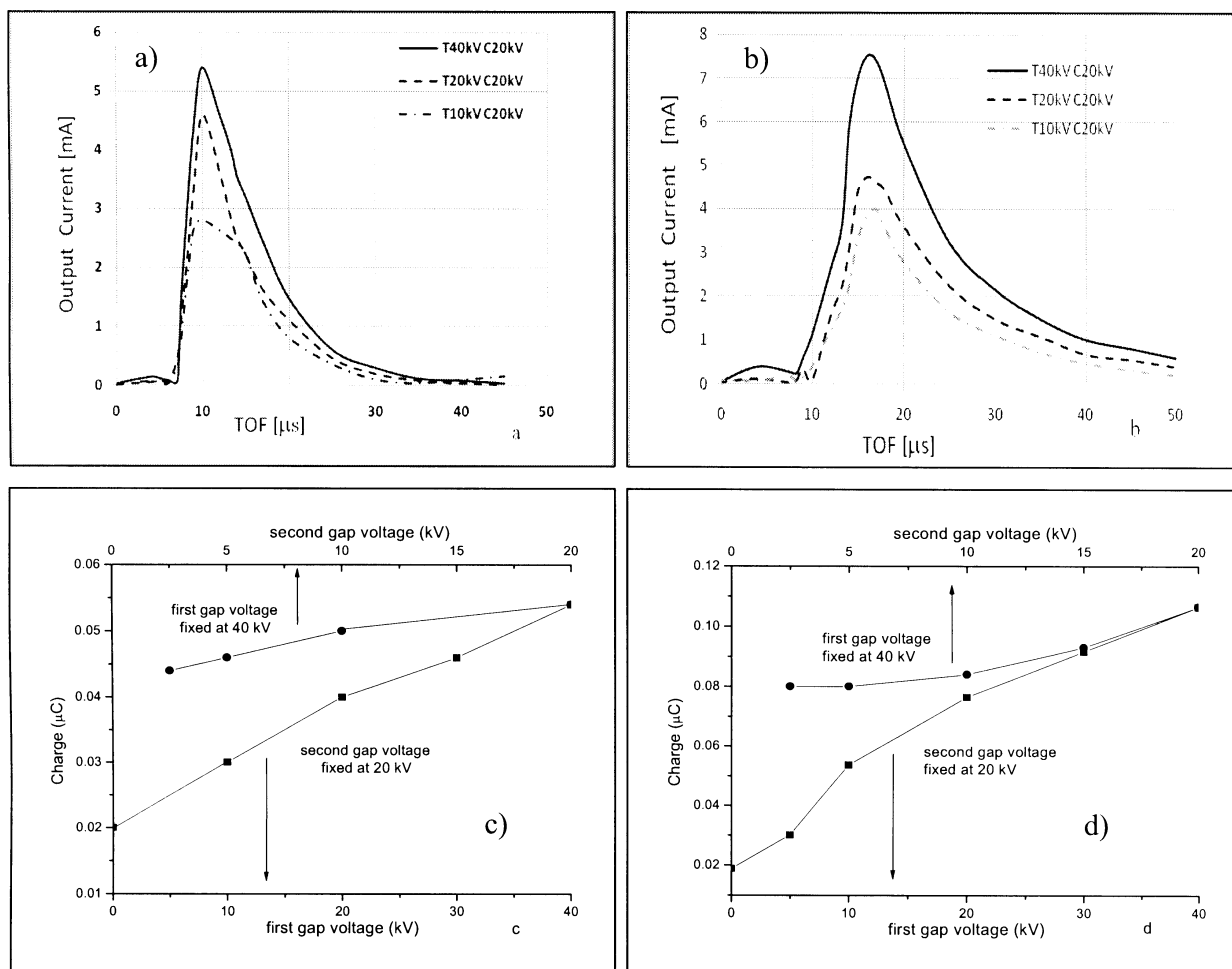 a)
T40kV C20kV
T20kV C20kV
T10kV C20kV
Output Current [mA]
6
5
4
3
2
1
0
0 10 20 30 40 50
TOF [µs]
a
b)
T40kV C20kV
T20kV C20kV
T10kV C20kV
Output Current [mA]
8
7
6
5
4
3
2
1
0
0 10 20 30 40 50
TOF [µs]
b
second gap voltage (kV)
0 5 10 15 20
0.06
0.05
0.04
0.03
0.02
0.01
Charge (µC)
first gap voltage
fixed at 40 kV
second gap voltage
fixed at 20 kV
c)
0 10 20 30 40
first gap voltage (kV)
c
second gap voltage (kV)
0 5 10 15 20
0.12
0.10
0.08
0.06
0.04
0.02
Charge (µC)
first gap voltage
fixed at 40 kV
second gap voltage
fixed at 20 kV
d)
0 10 20 30 40
first gap voltage (kV)
d